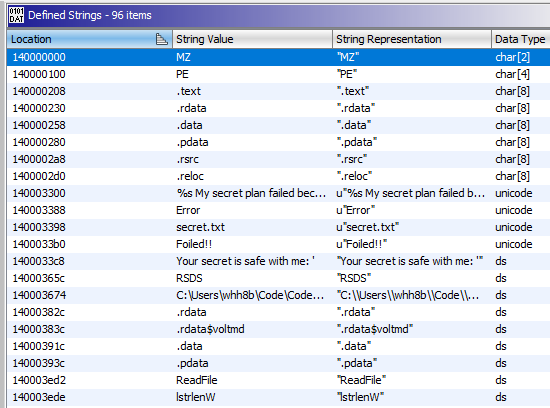 0101
DAT
Defined Strings - 96 items
Location String Value String Representation Data Type
140000000 MZ "MZ" char[2]
140000100 PE "PE" char[4]
140000208 .text ".text" char[8]
140000230 .rdata ".rdata" char[8]
140000258 .data ".data" char[8]
140000280 .pdata ".pdata" char[8]
1400002a8 .rsrc ".rsrc" char[8]
1400002d0 .reloc ".reloc" char[8]
140003300 %s My secret plan failed bec... u"%s My secret plan failed b... unicode
140003388 Error u"Error" unicode
140003398 secret.txt u"secret.txt" unicode
1400033b0 Foiled!! u"Foiled!!" unicode
1400033c8 Your secret is safe with me: ' "Your secret is safe with me: '" ds
14000365c RSDS "RSDS" ds
140003674 C:\Users\whh8b\Code\Code... "C:\\Users\\whh8b\\Code\\... ds
14000382c .rdata ".rdata" ds
14000383c .rdata$voltmd ".rdata$voltmd" ds
14000391c .data ".data" ds
14000393c .pdata ".pdata" ds
140003ed2 ReadFile "ReadFile" ds
140003ede lstrlenW "lstrlenW" ds